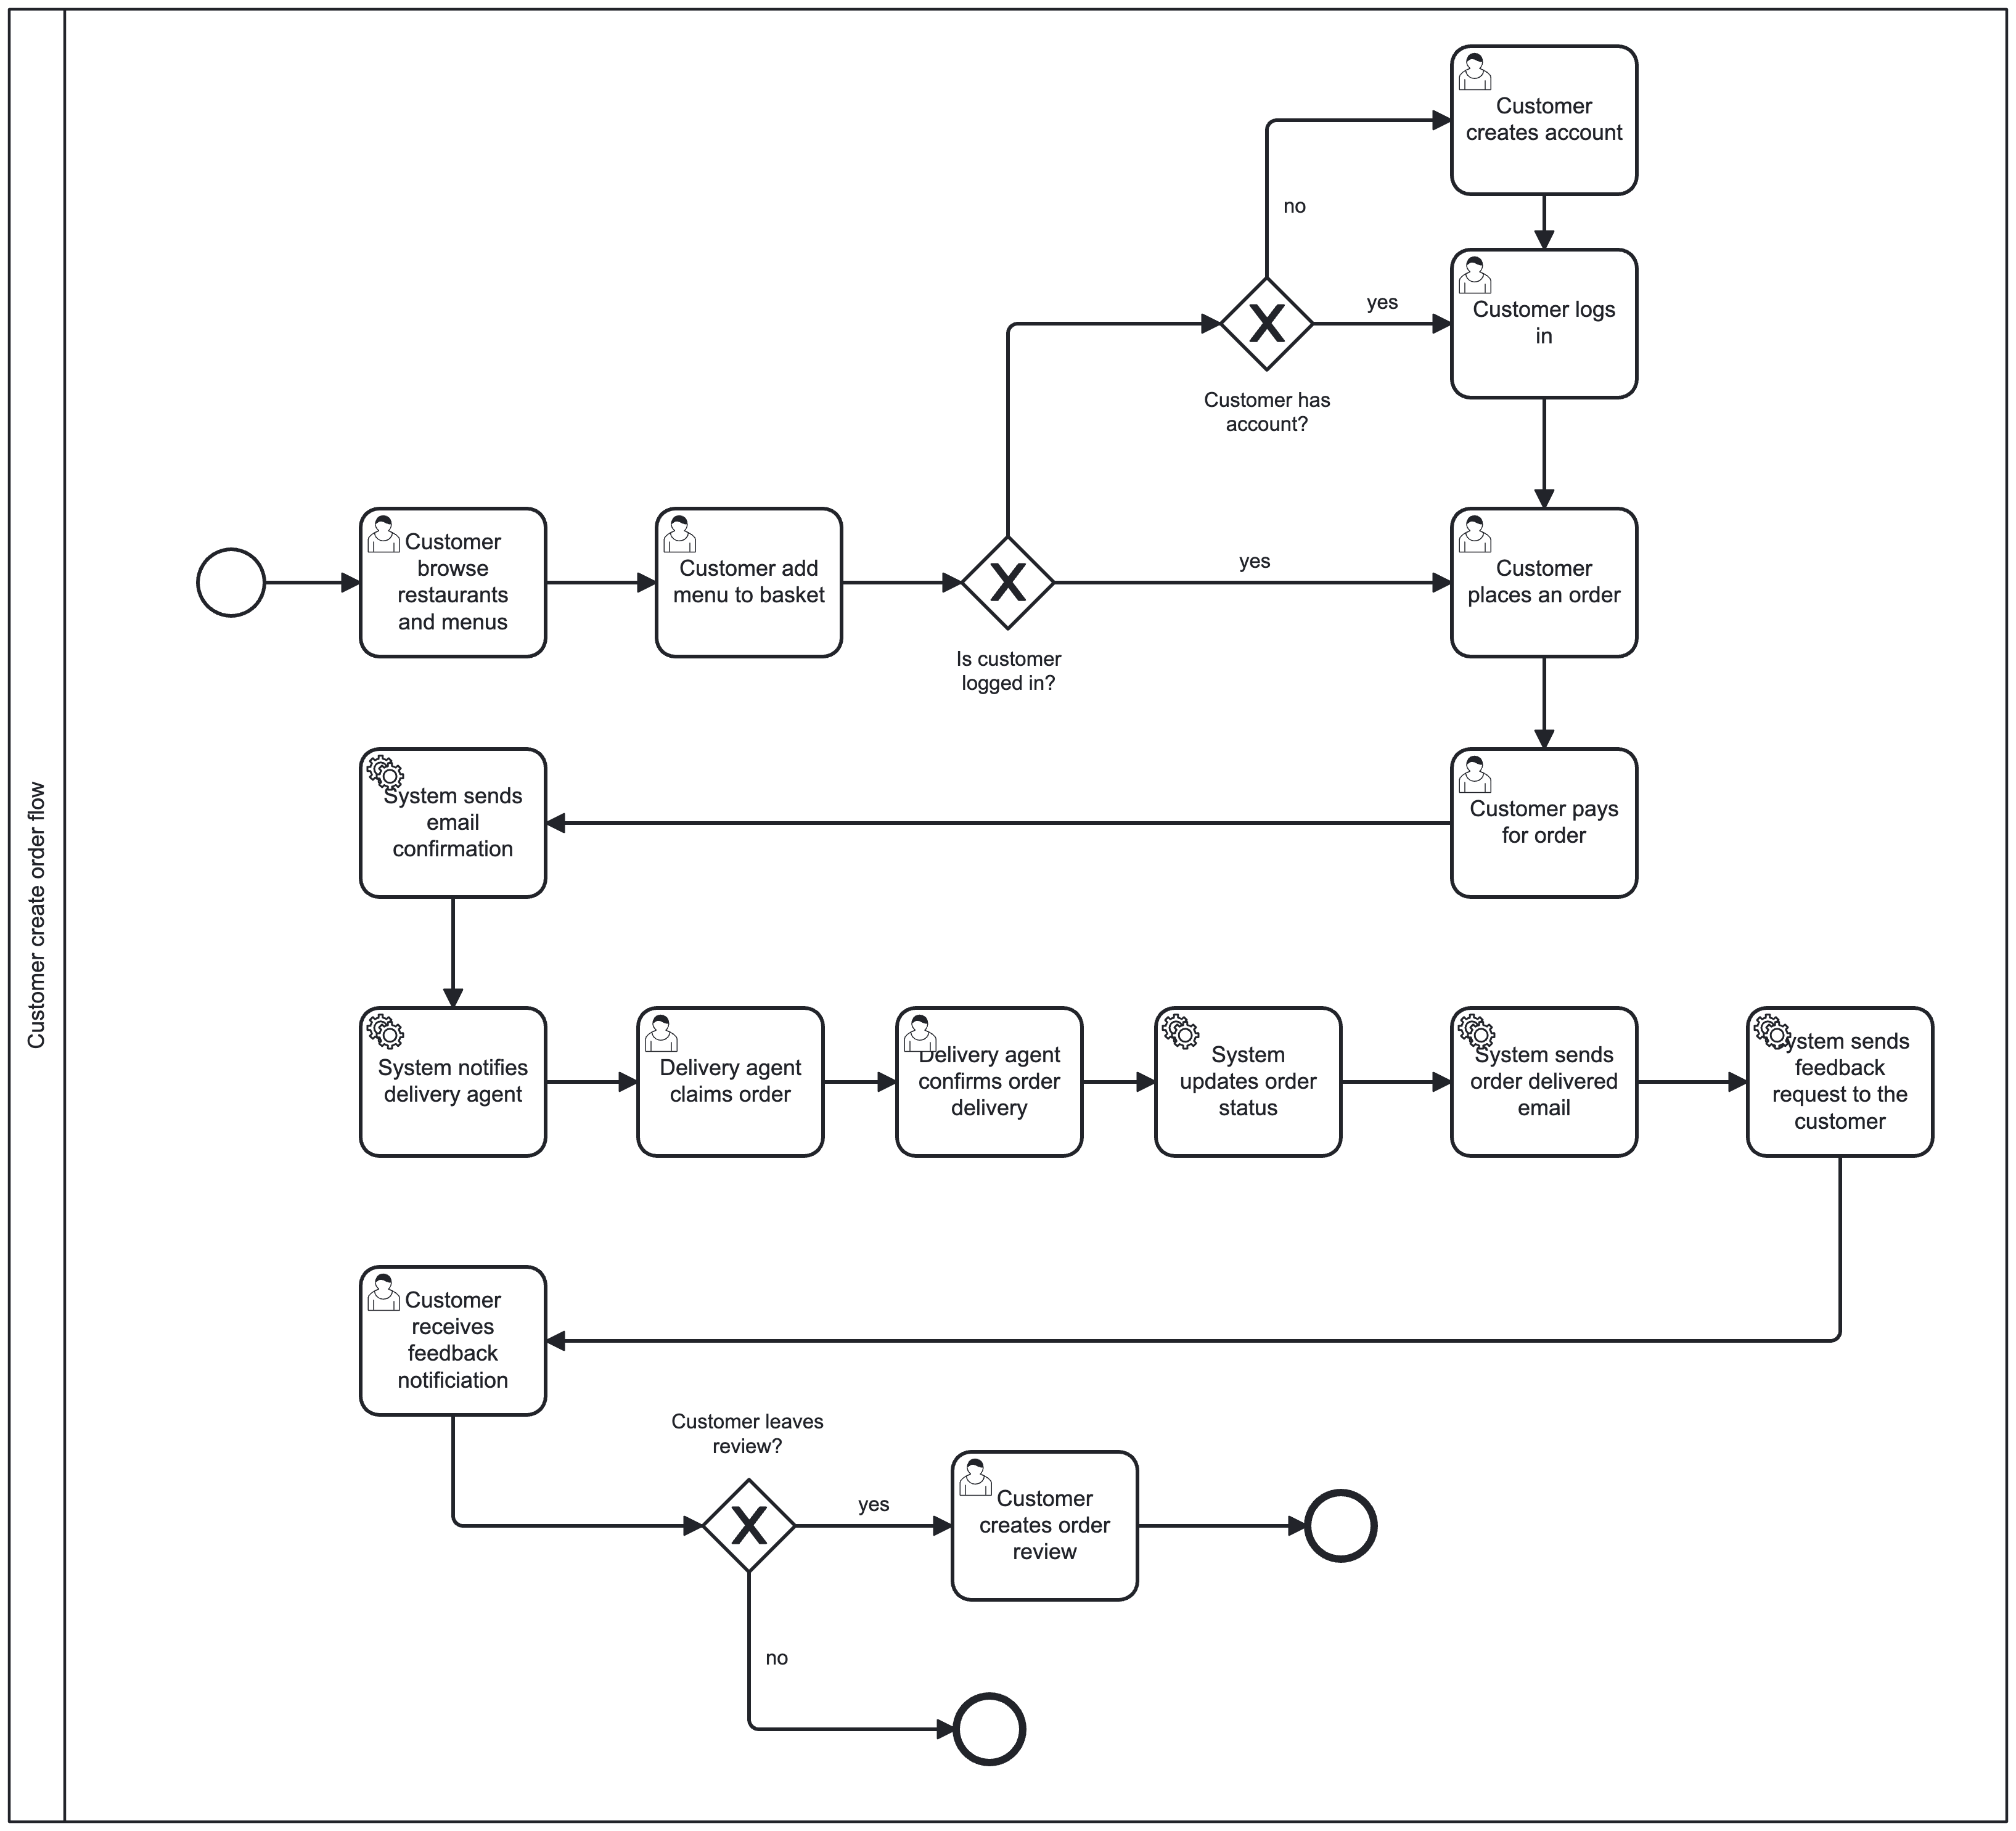 Customer create order flow
Customer
creates account
no
Customer logs
in
yes
Customer has
account?
Customer
browse
restaurants
and menus
Customer add
menu to basket
Is customer
logged in?
yes
Customer
places an order
System sends
email
confirmation
Customer pays
for order
System notifies
delivery agent
Delivery agent
claims order
Delivery agent
confirms order
delivery
System
updates order
status
System sends
order delivered
email
System sends
feedback
request to the
customer
Customer
receives
feedback
notificiation
Customer leaves
review?
yes
Customer
creates order
review
no